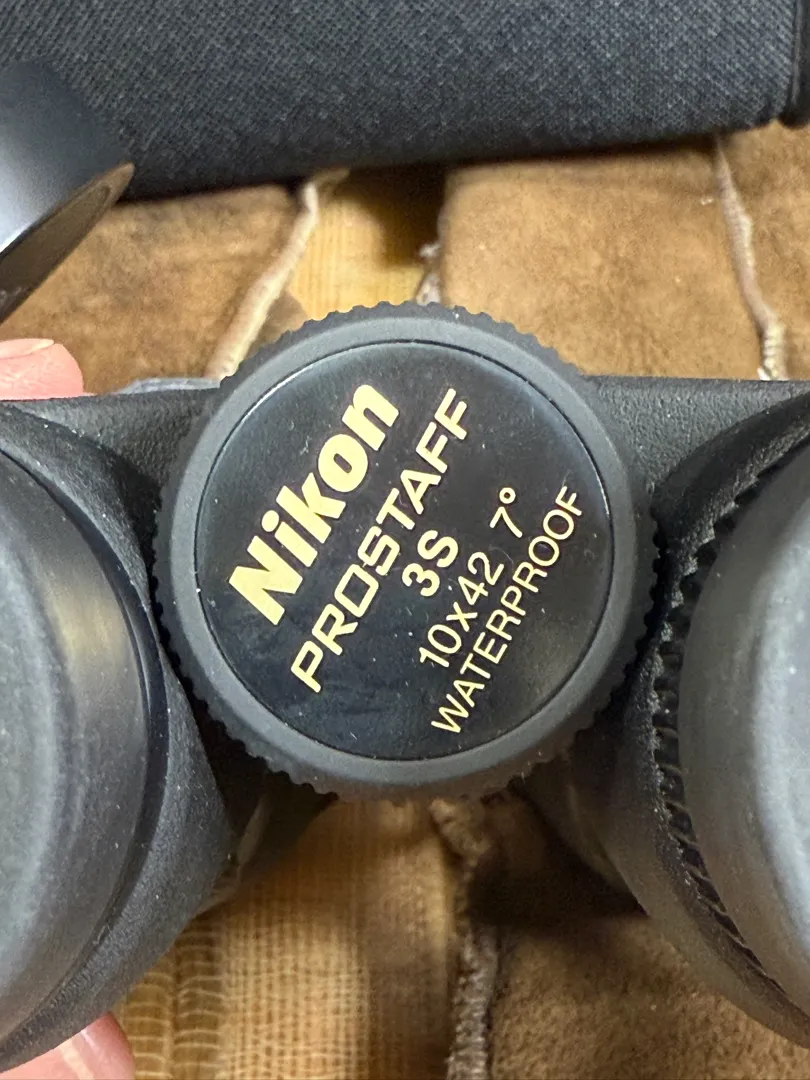 Nikon
PROSTAFF
3S
10x42 7°
WATERPROOF